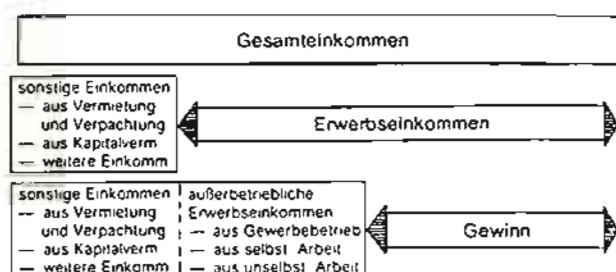 Gesamteinkommen
sonstige Einkommen
— aus Vermietung
und Verpachtung
— aus Kapitalverm
— weitere Einkomm
Erwerbseinkommen
sonstige Einkommen
— aus Vermietung
und Verpachtung
— aus Kapitalverm
— weitere Einkomm
außerbetriebliche
Erwerbseinkommen
— aus Gewerbebetrieb
— aus selbst Arbeit
— aus unselbst Arbeit
Gewinn